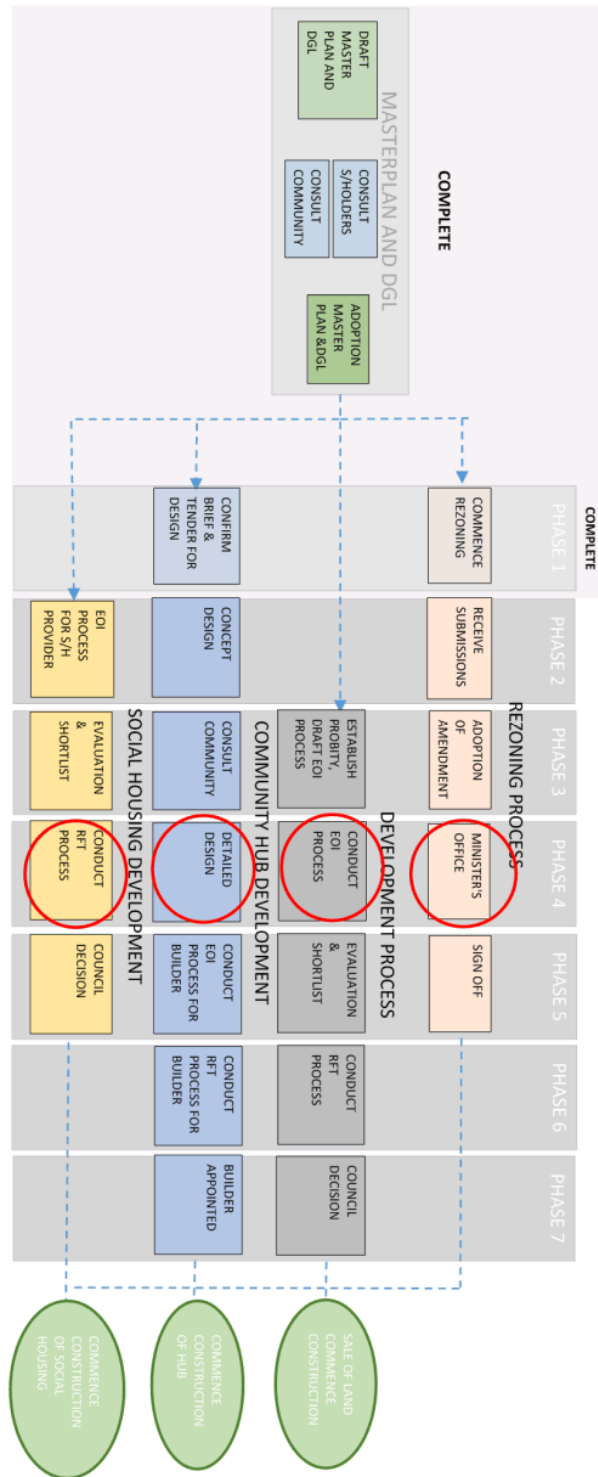 COMPLETE
MASTERPLAN AND DGL
DRAFT
MASTER
PLAN AND
DGL
CONSULT
S/HOLDERS
CONSULT
COMMUNITY
ADOPTION
MASTER
PLAN &DGL
COMPLETE
PHASE 1
PHASE 2
PHASE 3
PHASE 4
PHASE 5
PHASE 6
PHASE 7
REZONING PROCESS
COMMENCE
REZONING
RECEIVE
SUBMISSIONS
ADOPTION
OF
AMENDMENT
MINISTER'S
OFFICE
SIGN OFF
DEVELOPMENT PROCESS
ESTABLISH
PROBITY,
DRAFT EOI
PROCESS
CONDUCT
EOI
PROCESS
EVALUATION
&
SHORTLIST
CONDUCT
RFT
PROCESS
COUNCIL
DECISION
SALE OF LAND
COMMENCE
CONSTRUCTION
COMMUNITY HUB DEVELOPMENT
CONFIRM
BRIEF &
TENDER FOR
DESIGN
CONCEPT
DESIGN
CONSULT
COMMUNITY
DETAILED
DESIGN
CONDUCT
EOI
PROCESS FOR
BUILDER
CONDUCT
RFT
PROCESS FOR
BUILDER
BUILDER
APPOINTED
COMMENCE
CONSTRUCTION
OF HUB
SOCIAL HOUSING DEVELOPMENT
EOI
PROCESS
FOR S/H
PROVIDER
EVALUATION
&
SHORTLIST
CONDUCT
RFT
PROCESS
COUNCIL
DECISION
COMMENCE
CONSTRUCTION
OF SOCIAL
HOUSING